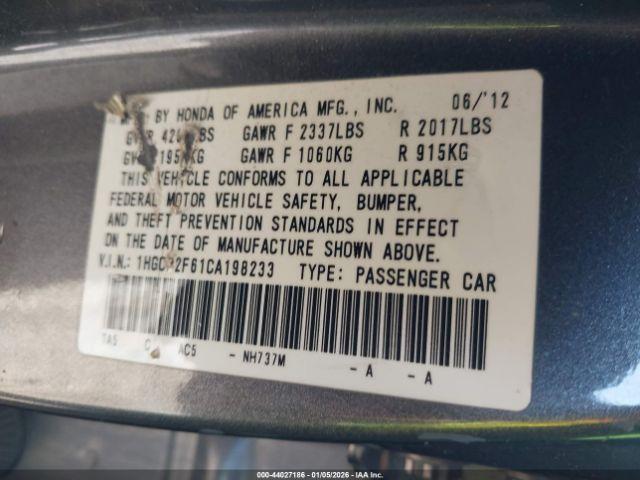 BY HONDA OF AMERICA MFG., INC. 06/'12
GAWR F 2337LBS R 2017LBS
GAWR F 1060KG R 915KG
THIS VEHICLE CONFORMS TO ALL APPLICABLE
FEDERAL MOTOR VEHICLE SAFETY, BUMPER,
AND THEFT PREVENTION STANDARDS IN EFFECT
ON THE DATE OF MANUFACTURE SHOWN ABOVE.
V.I.N.: TYPE: PASSENGER CAR
TA5 C AC5 - NH737M - A - A
000-44027186 - 01/05/2026 - IAA Inc.